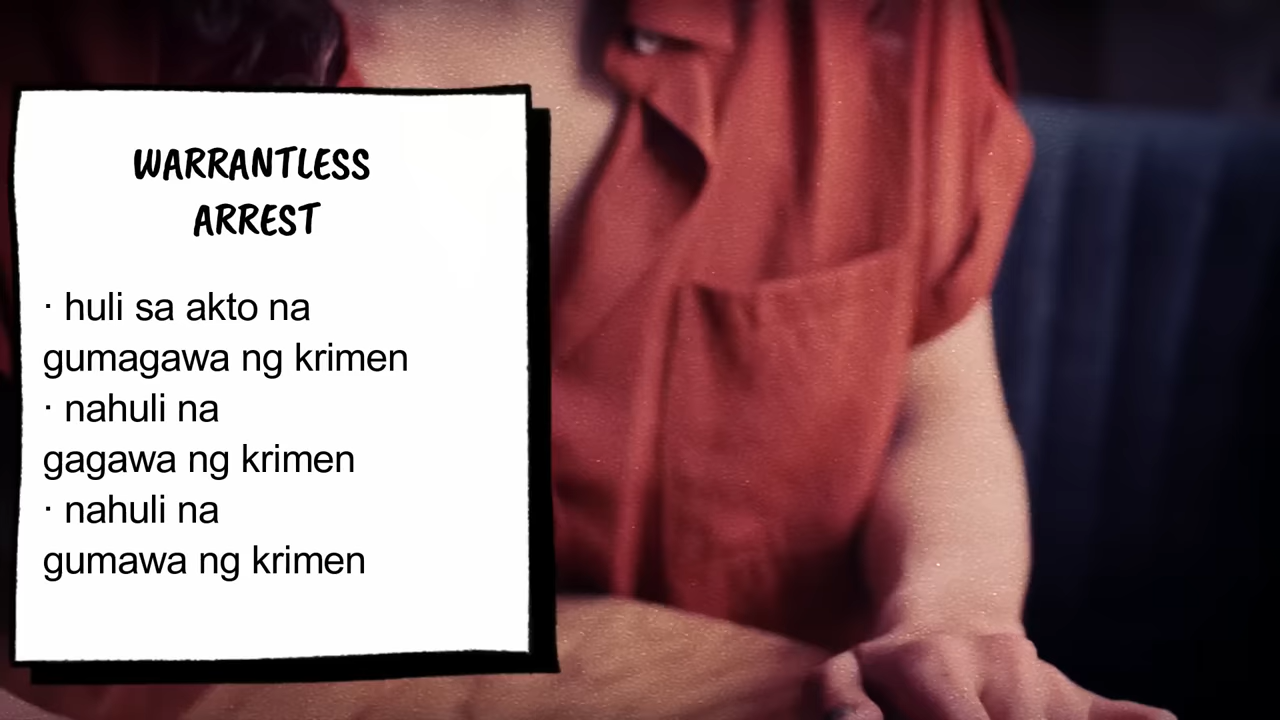 WARRANTLESS
ARREST
· huli sa akto na
gumagawa ng krimen
· nahuli na
gagawa ng krimen
· nahuli na
gumawa ng krimen